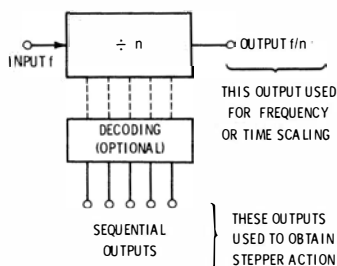 ÷ n
INPUT f
OUTPUT f/n
THIS OUTPUT USED
FOR FREQUENCY
OR TIME SCALING
DECODING
(OPTIONAL)
SEQUENTIAL
OUTPUTS
THESE OUTPUTS
USED TO OBTAIN
STEPPER ACTION